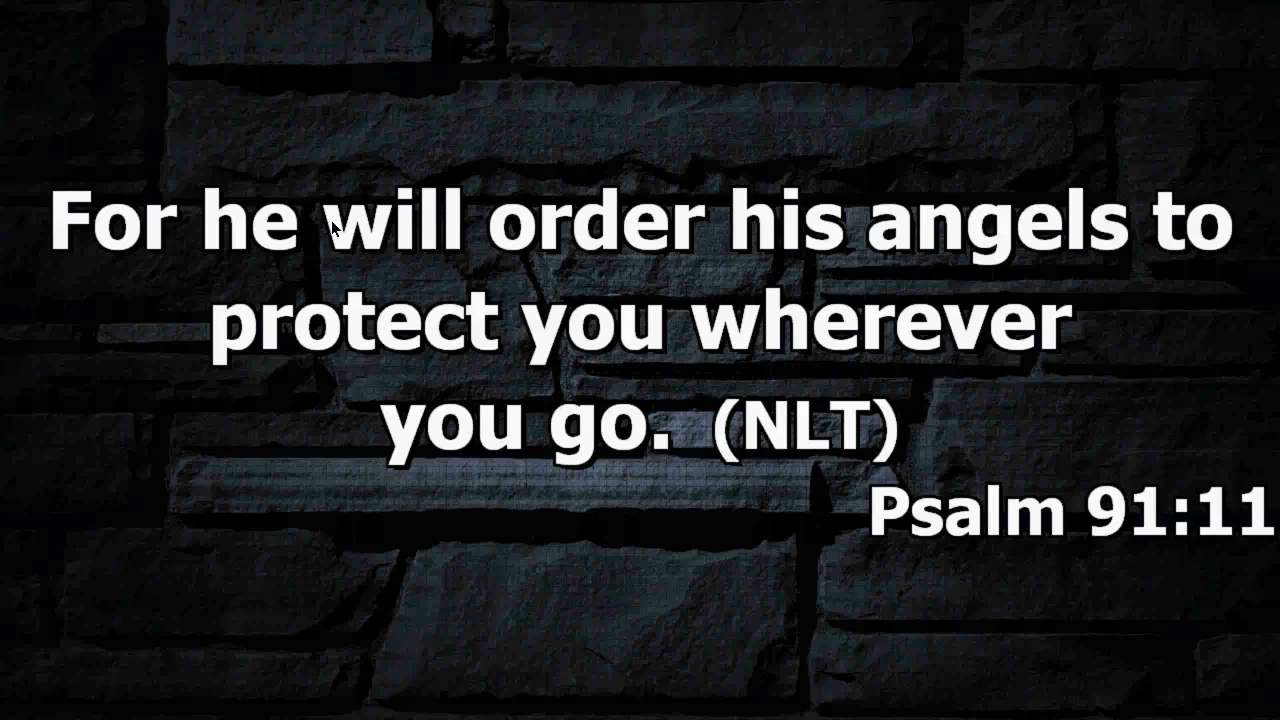 For he will order his angels to
protect you wherever
you go. (NLT)
Psalm 91:11